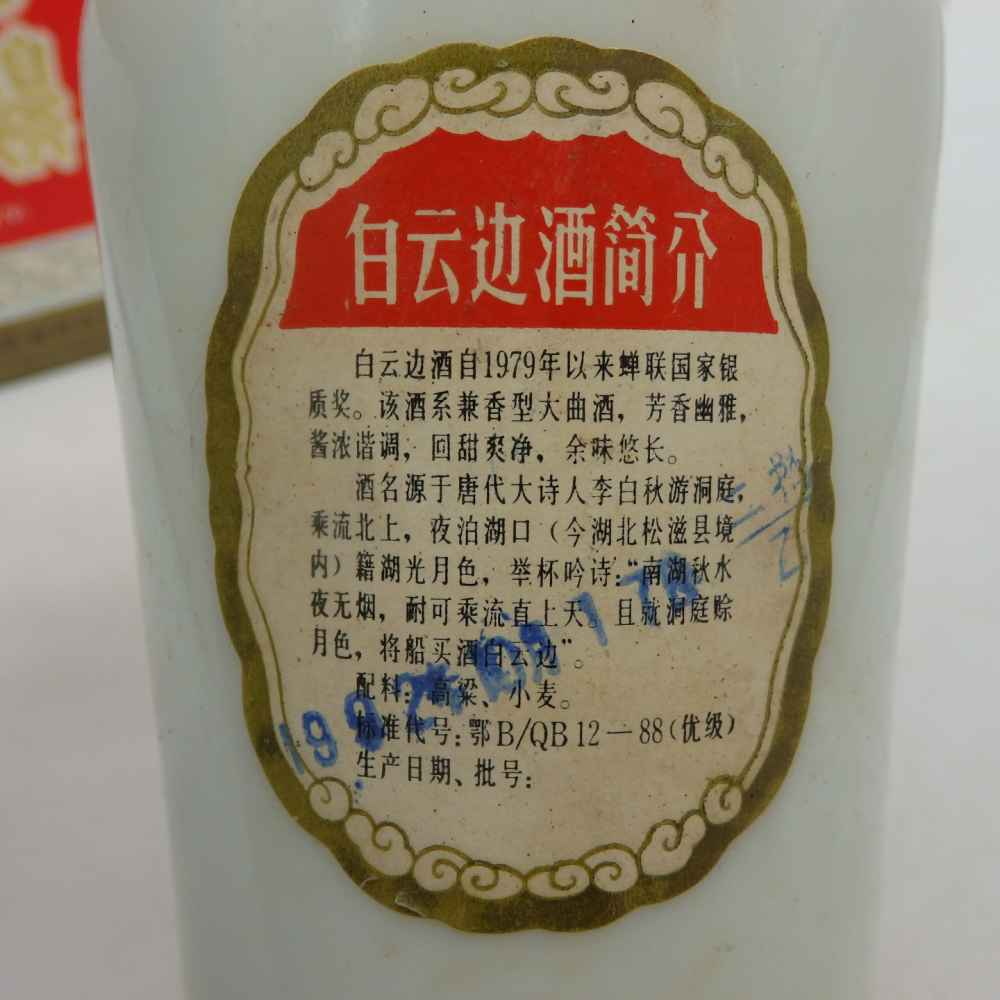 白云边酒简介
白云边酒自1979年以来蝉联国家银
质奖。该酒系兼香型大曲酒，芳香幽雅，
酱浓谐调，回甜爽净，余味悠长。
酒名源于唐代大诗人李白秋游洞庭，
乘流北上，夜泊湖口（今湖北松滋县境
内）籍湖光月色，举杯吟诗：“南湖秋水
夜无烟，耐可乘流直上天。且就洞庭赊
月色，将船买酒白云边”。
配料：高粱、小麦。
标准代号：鄂B/QB12—88（优级）
生产日期、批号：